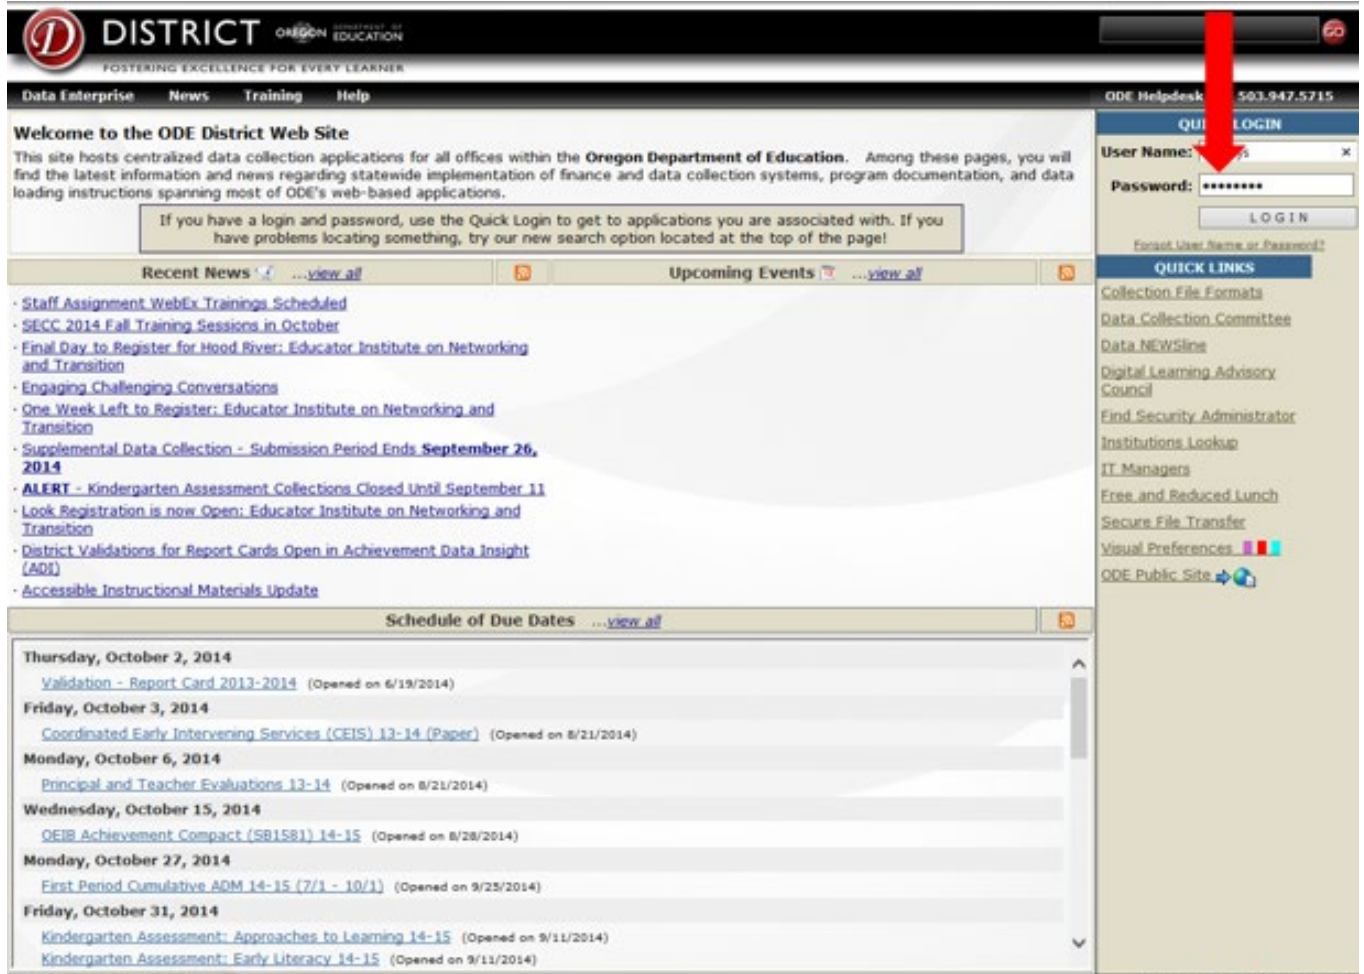 DISTRICT OREGON DEPARTMENT OF EDUCATION
FOSTERING EXCELLENCE FOR EVERY LEARNER
GO
Data Enterprise News Training Help
ODE Helpdesk 503.947.5715
Welcome to the ODE District Web Site
This site hosts centralized data collection applications for all offices within the Oregon Department of Education. Among these pages, you will
find the latest information and news regarding statewide implementation of finance and data collection systems, program documentation, and data
loading instructions spanning most of ODE's web-based applications.
If you have a login and password, use the Quick Login to get to applications you are associated with. If you
have problems locating something, try our new search option located at the top of the page!
Recent News ...view all
Upcoming Events ...view all
· Staff Assignment WebEx Trainings Scheduled
· SECC 2014 Fall Training Sessions in October
· Final Day to Register for Hood River: Educator Institute on Networking
and Transition
· Engaging Challenging Conversations
· One Week Left to Register: Educator Institute on Networking and
Transition
· Supplemental Data Collection - Submission Period Ends September 26,
2014
· ALERT - Kindergarten Assessment Collections Closed Until September 11
· Look Registration is now Open: Educator Institute on Networking and
Transition
· District Validations for Report Cards Open in Achievement Data Insight
(ADI)
· Accessible Instructional Materials Update
Schedule of Due Dates ...view all
Thursday, October 2, 2014
Validation - Report Card 2013-2014 (Opened on 6/19/2014)
Friday, October 3, 2014
Coordinated Early Intervening Services (CEIS) 13-14 (Paper) (Opened on 8/21/2014)
Monday, October 6, 2014
Principal and Teacher Evaluations 13-14 (Opened on 8/21/2014)
Wednesday, October 15, 2014
OEIB Achievement Compact (SB1581) 14-15 (Opened on 8/28/2014)
Monday, October 27, 2014
First Period Cumulative ADM 14-15 (7/1 - 10/1) (Opened on 9/25/2014)
Friday, October 31, 2014
Kindergarten Assessment: Approaches to Learning 14-15 (Opened on 9/11/2014)
Kindergarten Assessment: Early Literacy 14-15 (Opened on 9/11/2014)
LOGIN
User Name: ×
Password: ••••••••
LOGIN
Forgot User Name or Password?
QUICK LINKS
Collection File Formats
Data Collection Committee
Data NEWSline
Digital Learning Advisory
Council
Find Security Administrator
Institutions Lookup
IT Managers
Free and Reduced Lunch
Secure File Transfer
Visual Preferences
ODE Public Site